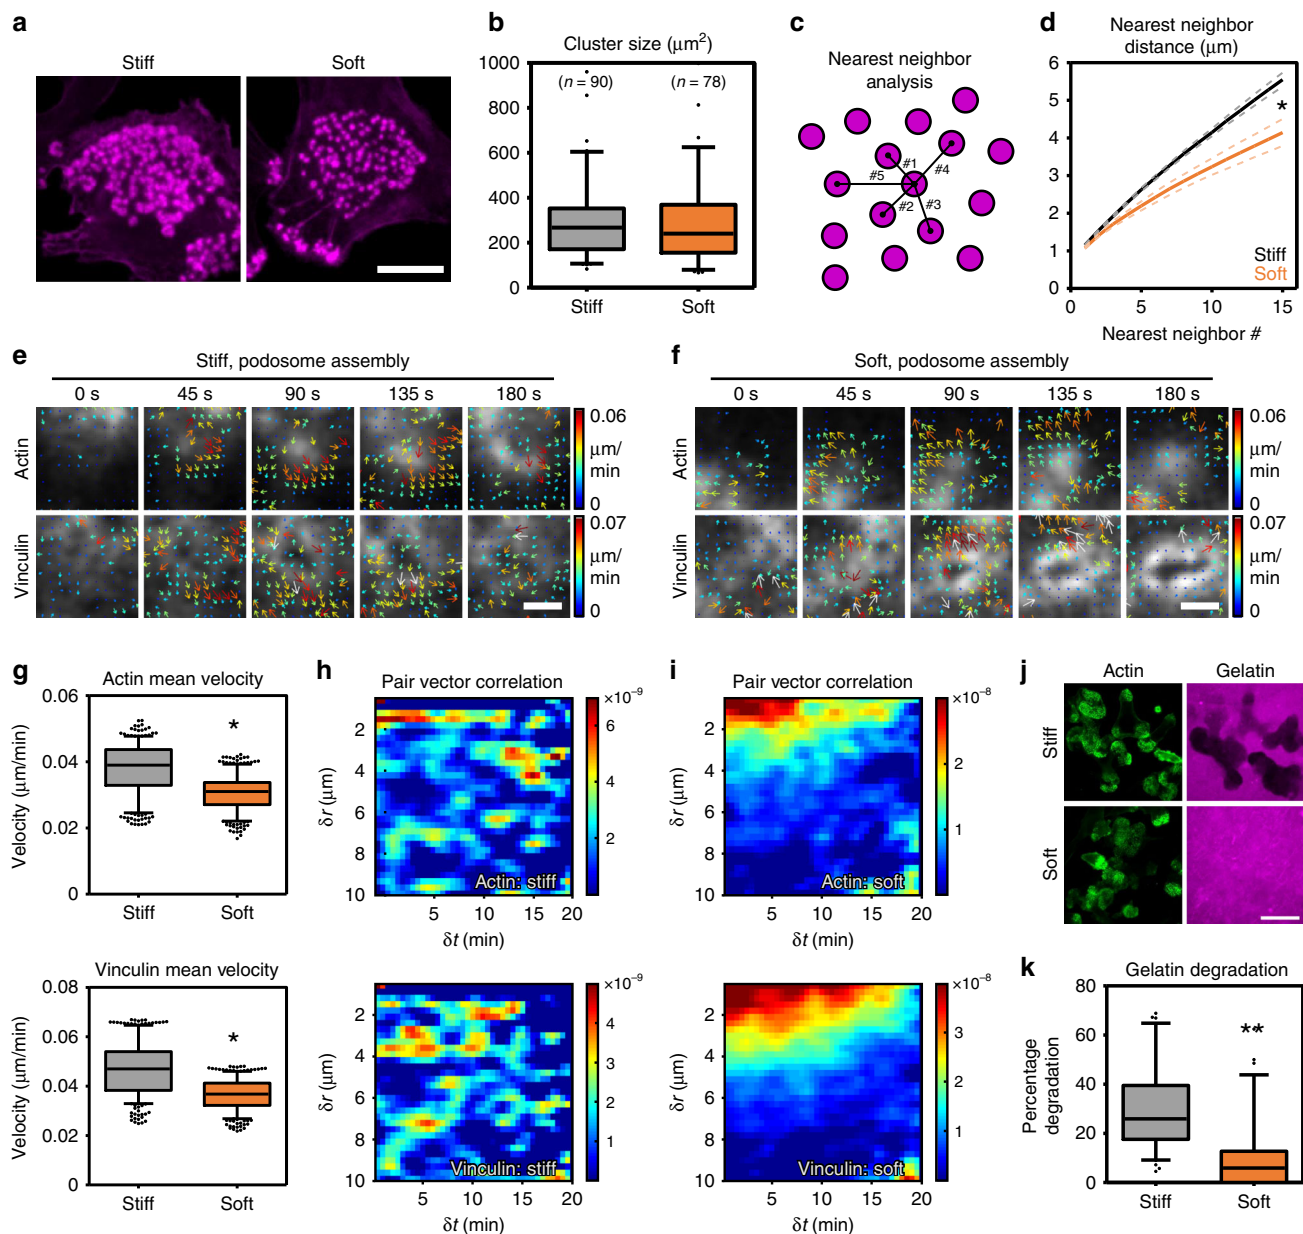 a
Stiff
Soft
b
Cluster size (μm²)
1000
800
600
400
200
0
(n = 90)
(n = 78)
Stiff
Soft
c
Nearest neighbor
analysis
#1
#4
#5
#2
#3
d
Nearest neighbor
distance (μm)
6
5
4
3
2
1
0
*
Stiff
Soft
0
5
10
15
Nearest neighbor #
e
Stiff, podosome assembly
0 s
45 s
90 s
135 s
180 s
Actin
0.06
μm/
min
0
Vinculin
0.07
μm/
min
0
f
Soft, podosome assembly
0 s
45 s
90 s
135 s
180 s
Actin
0.06
μm/
min
0
Vinculin
0.07
μm/
min
0
g
Actin mean velocity
Velocity (μm/min)
0.06
0.04
0.02
0
*
Stiff
Soft
Vinculin mean velocity
Velocity (μm/min)
0.08
0.06
0.04
0.02
0
*
Stiff
Soft
h
Pair vector correlation
δr (μm)
2
4
6
8
10
Actin: stiff
5
10
15
20
δt (min)
×10⁻⁹
6
4
2
δr (μm)
2
4
6
8
10
Vinculin: stiff
5
10
15
20
δt (min)
×10⁻⁹
4
3
2
1
i
Pair vector correlation
2
4
6
8
10
Actin: soft
5
10
15
20
δt (min)
×10⁻⁸
2
1
2
4
6
8
10
Vinculin: soft
5
10
15
20
δt (min)
×10⁻⁸
3
2
1
j
Actin
Gelatin
Stiff
Soft
k
Gelatin degradation
Percentage
degradation
80
60
40
20
0
**
Stiff
Soft